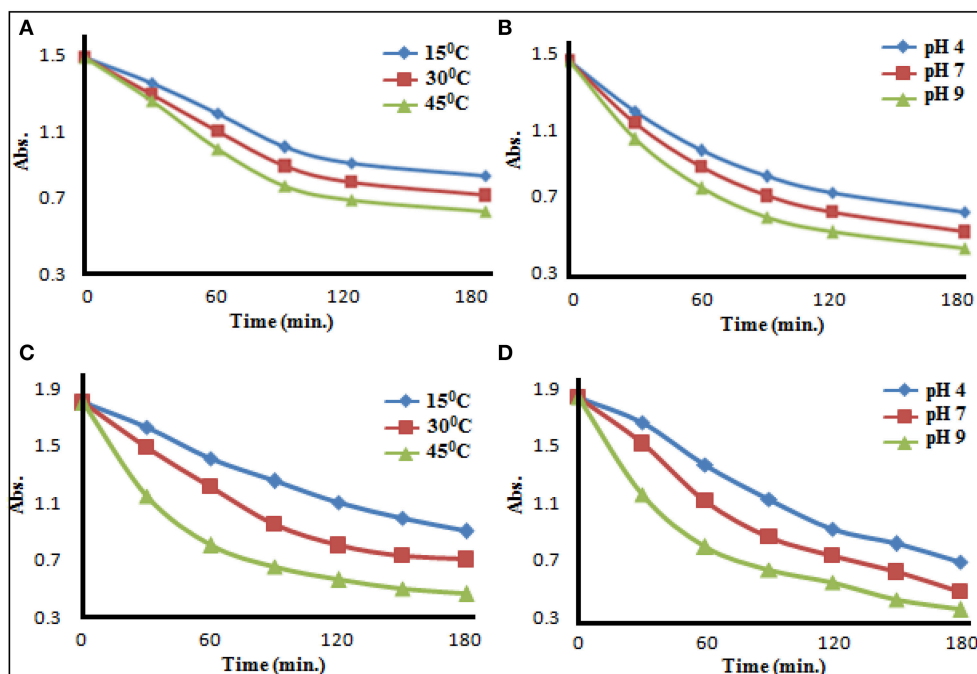 A
1.5
1.1
0.7
0.3
Abs.
15⁰C
30⁰C
45⁰C
0 60 120 180
Time (min.)
B
1.5
1.1
0.7
0.3
Abs.
pH 4
pH 7
pH 9
0 60 120 180
Time (min.)
C
1.9
1.5
1.1
0.7
0.3
Abs.
15⁰C
30⁰C
45⁰C
0 60 120 180
Time (min.)
D
1.9
1.5
1.1
0.7
0.3
Abs.
pH 4
pH 7
pH 9
0 60 120 180
Time (min.)